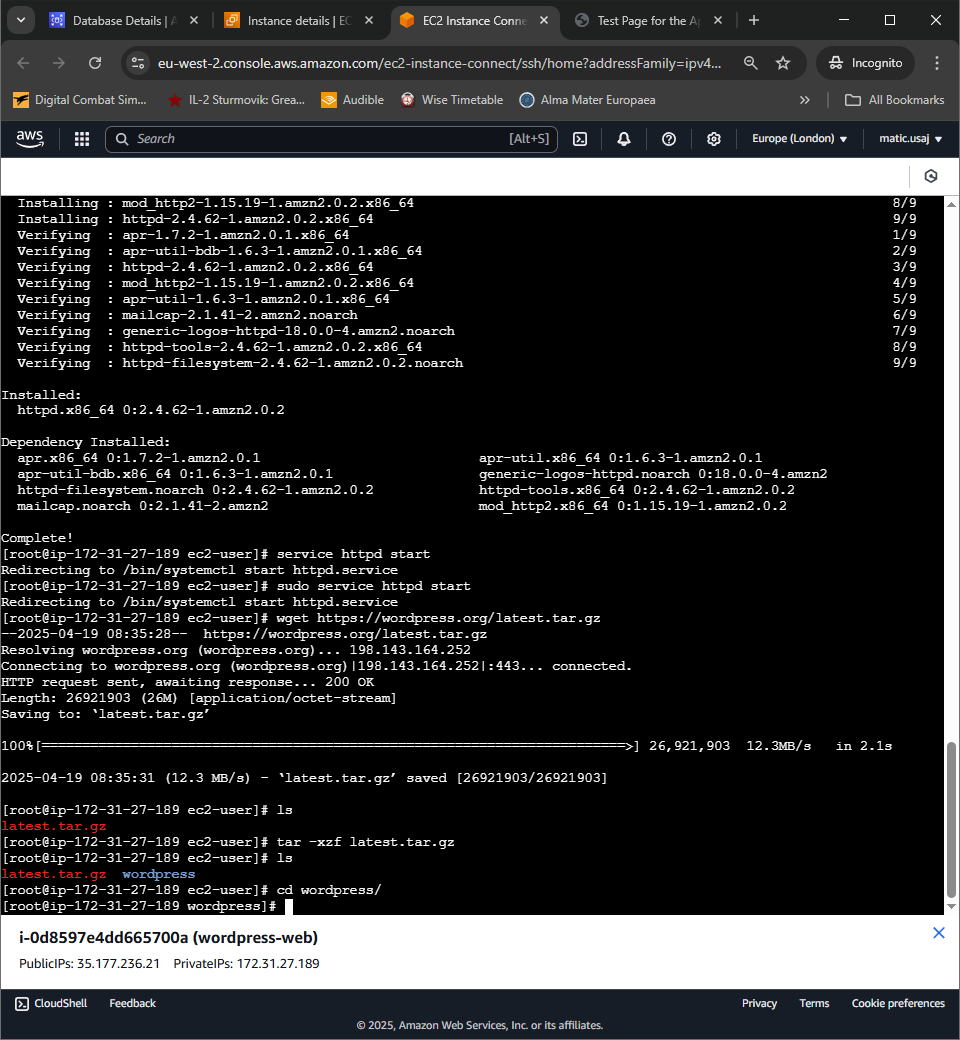 Database Details | A
Instance details | EC
EC2 Instance Conne
Test Page for the Ap
eu-west-2.console.aws.amazon.com/ec2-instance-connect/ssh/home?addressFamily=ipv4...
Incognito
Digital Combat Sim...
IL-2 Sturmovik: Grea...
Audible
Wise Timetable
Alma Mater Europaea
»
All Bookmarks
aws
Search
[Alt+S]
Europe (London)
matic.usaj
Installing : mod_http2-1.15.19-1.amzn2.0.2.x86_64 8/9
Installing : httpd-2.4.62-1.amzn2.0.2.x86_64 9/9
Verifying : apr-1.7.2-1.amzn2.0.1.x86_64 1/9
Verifying : apr-util-bdb-1.6.3-1.amzn2.0.1.x86_64 2/9
Verifying : httpd-2.4.62-1.amzn2.0.2.x86_64 3/9
Verifying : mod_http2-1.15.19-1.amzn2.0.2.x86_64 4/9
Verifying : apr-util-1.6.3-1.amzn2.0.1.x86_64 5/9
Verifying : mailcap-2.1.41-2.amzn2.noarch 6/9
Verifying : generic-logos-httpd-18.0.0-4.amzn2.noarch 7/9
Verifying : httpd-tools-2.4.62-1.amzn2.0.2.x86_64 8/9
Verifying : httpd-filesystem-2.4.62-1.amzn2.0.2.noarch 9/9
Installed:
httpd.x86_64 0:2.4.62-1.amzn2.0.2
Dependency Installed:
apr.x86_64 0:1.7.2-1.amzn2.0.1 apr-util.x86_64 0:1.6.3-1.amzn2.0.1
apr-util-bdb.x86_64 0:1.6.3-1.amzn2.0.1 generic-logos-httpd.noarch 0:18.0.0-4.amzn2
httpd-filesystem.noarch 0:2.4.62-1.amzn2.0.2 httpd-tools.x86_64 0:2.4.62-1.amzn2.0.2
mailcap.noarch 0:2.1.41-2.amzn2 mod_http2.x86_64 0:1.15.19-1.amzn2.0.2
Complete!
[root@ip-172-31-27-189 ec2-user]# service httpd start
Redirecting to /bin/systemctl start httpd.service
[root@ip-172-31-27-189 ec2-user]# sudo service httpd start
Redirecting to /bin/systemctl start httpd.service
[root@ip-172-31-27-189 ec2-user]# wget https://wordpress.org/latest.tar.gz
--2025-04-19 08:35:28-- https://wordpress.org/latest.tar.gz
Resolving wordpress.org (wordpress.org)... 198.143.164.252
Connecting to wordpress.org (wordpress.org)|198.143.164.252|:443... connected.
HTTP request sent, awaiting response... 200 OK
Length: 26921903 (26M) [application/octet-stream]
Saving to: ‘latest.tar.gz’
100%[========================================================================>] 26,921,903 12.3MB/s in 2.1s
2025-04-19 08:35:31 (12.3 MB/s) - ‘latest.tar.gz’ saved [26921903/26921903]
[root@ip-172-31-27-189 ec2-user]# ls
latest.tar.gz
[root@ip-172-31-27-189 ec2-user]# tar -xzf latest.tar.gz
[root@ip-172-31-27-189 ec2-user]# ls
latest.tar.gz wordpress
[root@ip-172-31-27-189 ec2-user]# cd wordpress/
[root@ip-172-31-27-189 wordpress]#
i-0d8597e4dd665700a (wordpress-web)
PublicIPs: 35.177.236.21 PrivateIPs: 172.31.27.189
CloudShell
Feedback
Privacy
Terms
Cookie preferences
© 2025, Amazon Web Services, Inc. or its affiliates.